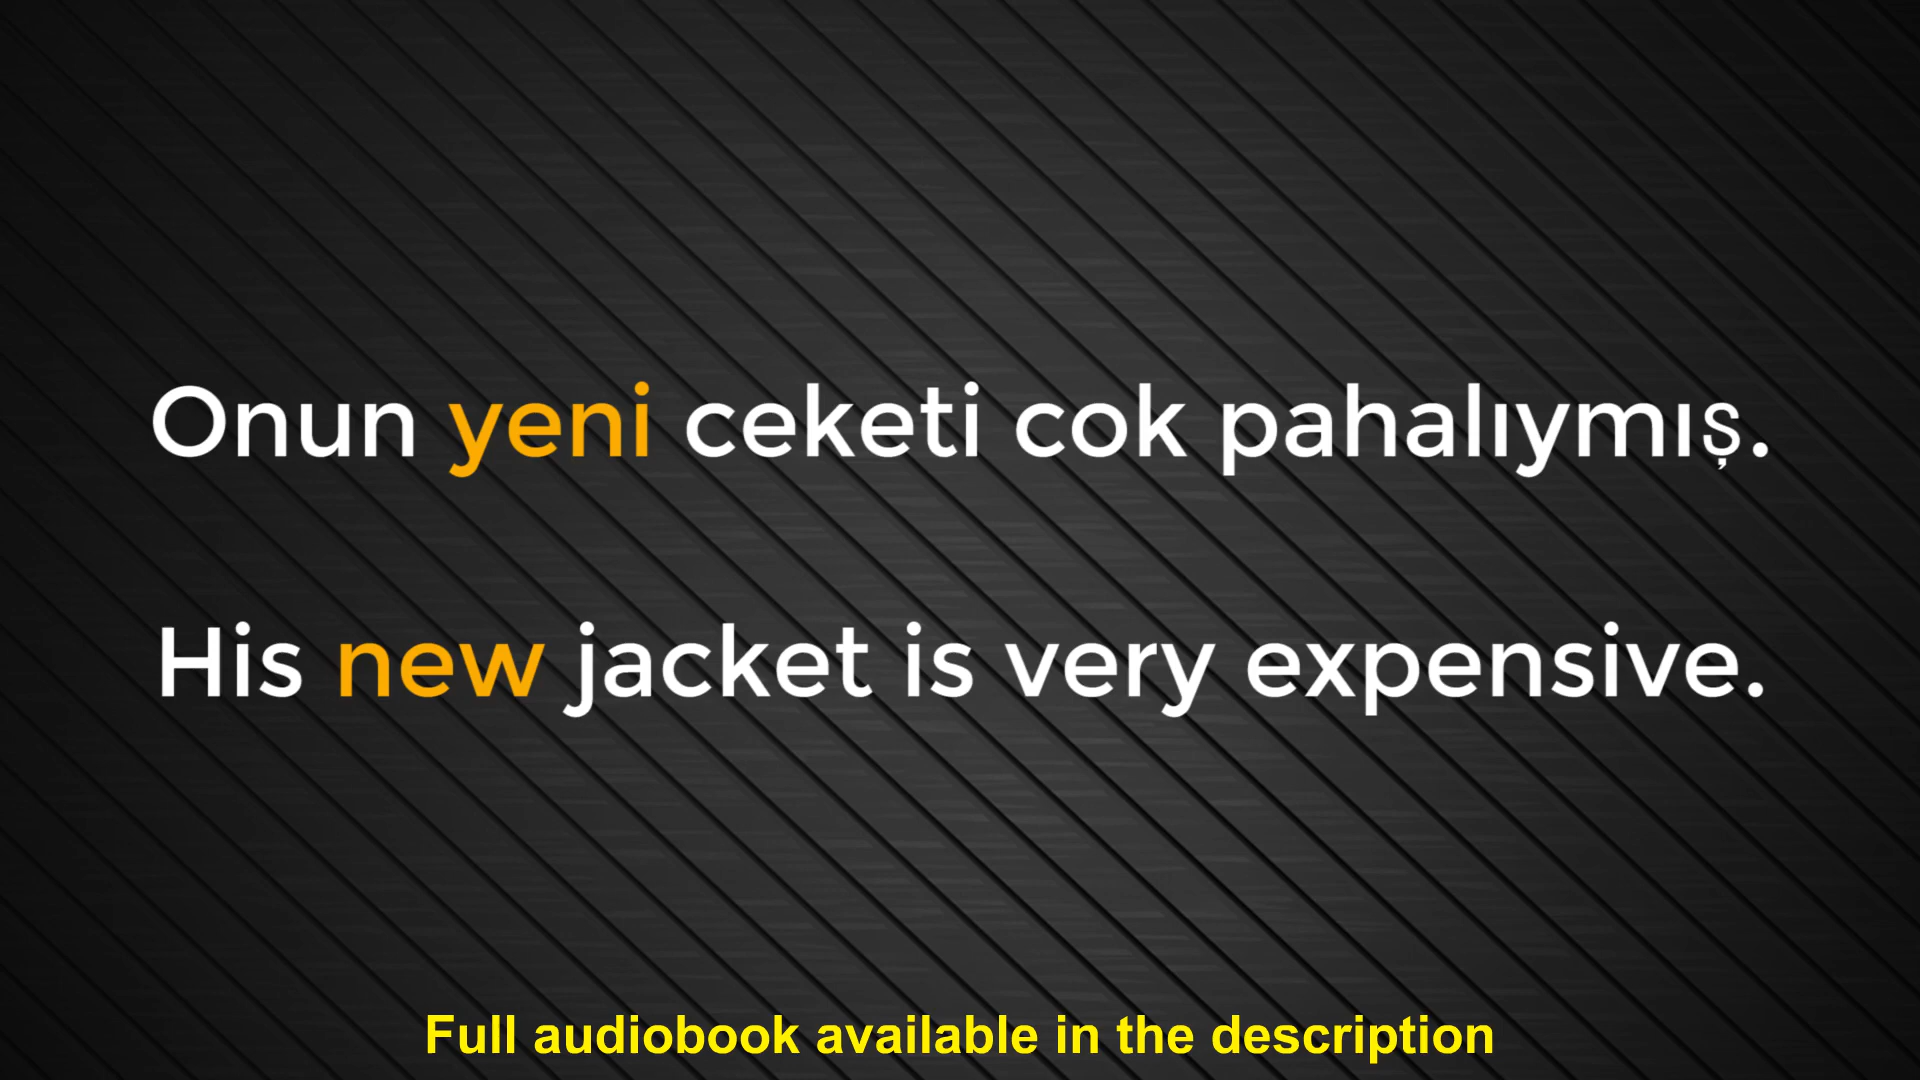 Onun yeni ceketi cok pahalıymış.
His new jacket is very expensive.
Full audiobook available in the description